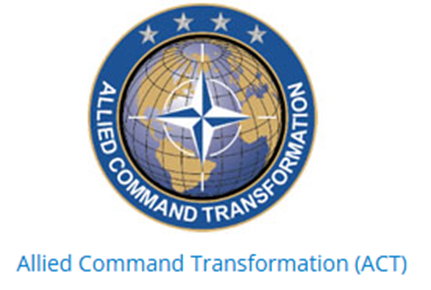 ALLIED COMMAND TRANSFORMATION
Allied Command Transformation (ACT)